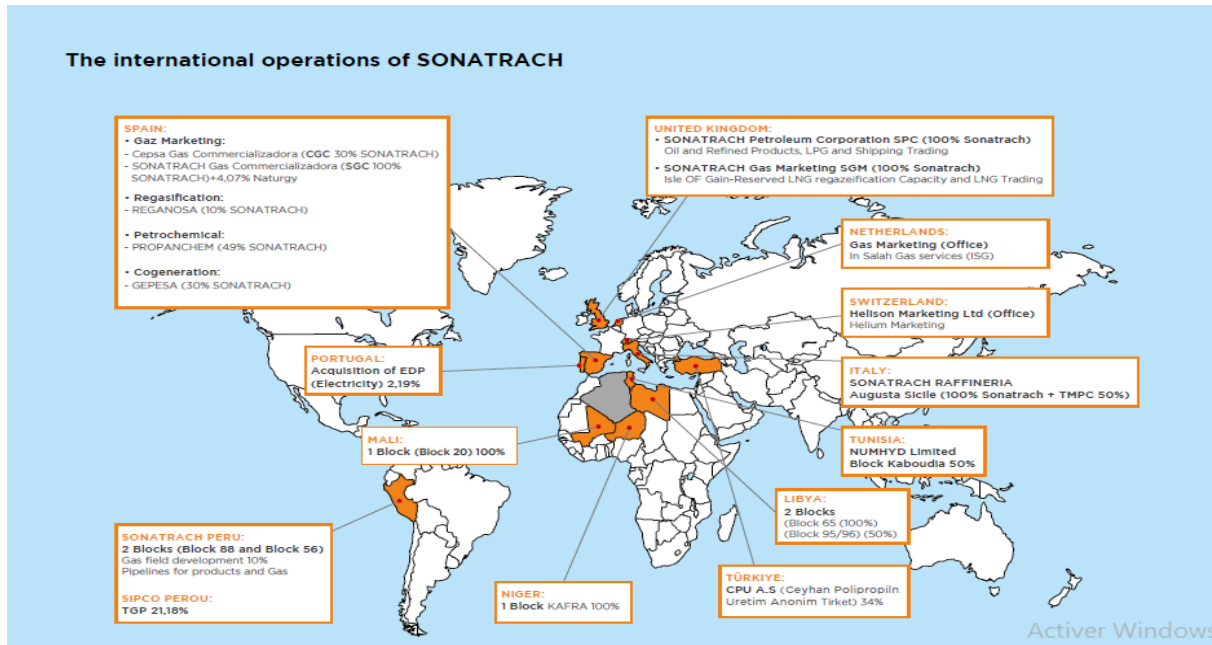 The international operations of SONATRACH
SPAIN:
• Gaz Marketing:
- Cepsa Gas Commercializadora (CGC 30% SONATRACH)
- SONATRACH Gas Commercializadora (SGC 100%
SONATRACH)+4,07% Naturgy
• Regasification:
- REGANOSA (10% SONATRACH)
• Petrochemical:
- PROPANCHEM (49% SONATRACH)
• Cogeneration:
- GEPESA (30% SONATRACH)
UNITED KINGDOM:
• SONATRACH Petroleum Corporation SPC (100% Sonatrach)
Oil and Refined Products, LPG and Shipping Trading
• SONATRACH Gas Marketing SGM (100% Sonatrach)
Isle OF Gain-Reserved LNG regazeification Capacity and LNG Trading
NETHERLANDS:
Gas Marketing (Office)
In Salah Gas services (ISG)
SWITZERLAND:
Helison Marketing Ltd (Office)
Helium Marketing
PORTUGAL:
Acquisition of EDP
(Electricity) 2,19%
ITALY:
SONATRACH RAFFINERIA
Augusta Sicile (100% Sonatrach + TMPC 50%)
MALI:
1 Block (Block 20) 100%
TUNISIA:
NUMHYD Limited
Block Kaboudia 50%
LIBYA:
2 Blocks
(Block 65 (100%)
(Block 95/96) (50%)
SONATRACH PERU:
2 Blocks (Block 88 and Block 56)
Gas field development 10%
Pipelines for products and Gas
SIPCO PEROU:
TGP 21,18%
NIGER:
1 Block KAFRA 100%
TÜRKIYE:
CPU A.S (Ceyhan Polipropiln
Uretim Anonim Tirket) 34%
Activer Windows